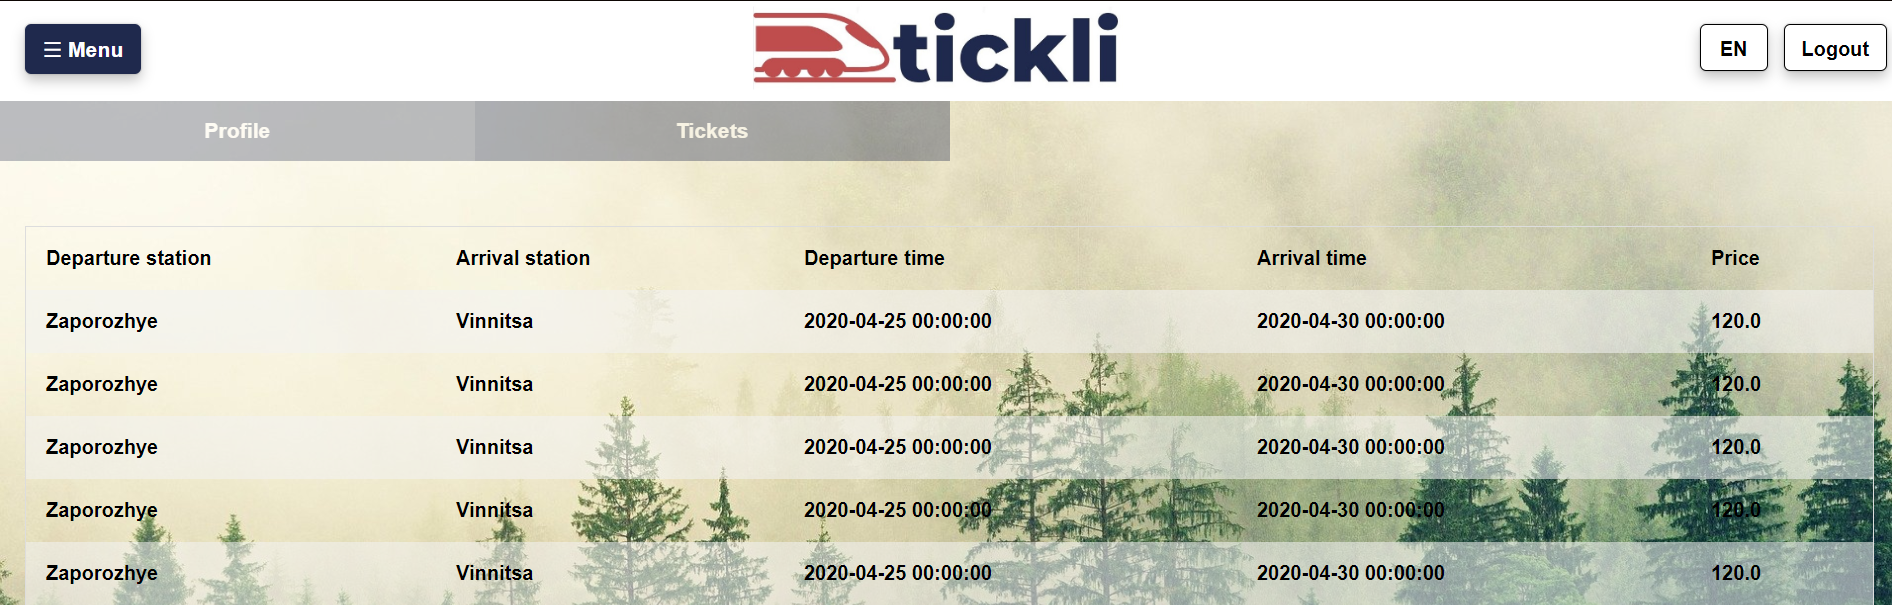 ☰ Menu
tickli
EN
Logout
Profile
Tickets
Departure station Arrival station Departure time Arrival time Price
Zaporozhye Vinnitsa 2020-04-25 00:00:00 2020-04-30 00:00:00 120.0
Zaporozhye Vinnitsa 2020-04-25 00:00:00 2020-04-30 00:00:00 120.0
Zaporozhye Vinnitsa 2020-04-25 00:00:00 2020-04-30 00:00:00 120.0
Zaporozhye Vinnitsa 2020-04-25 00:00:00 2020-04-30 00:00:00 120.0
Zaporozhye Vinnitsa 2020-04-25 00:00:00 2020-04-30 00:00:00 120.0